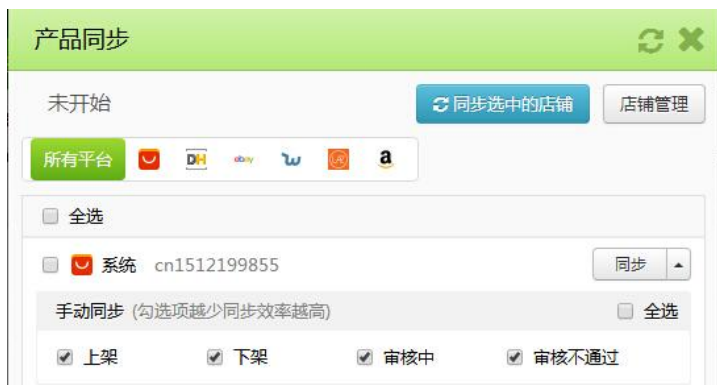 产品同步
未开始
同步选中的店铺
店铺管理
所有平台 DH ebay w a
全选
系统 cn1512199855 同步
手动同步 (勾选项越少同步效率越高) 全选
上架 下架 审核中 审核不通过